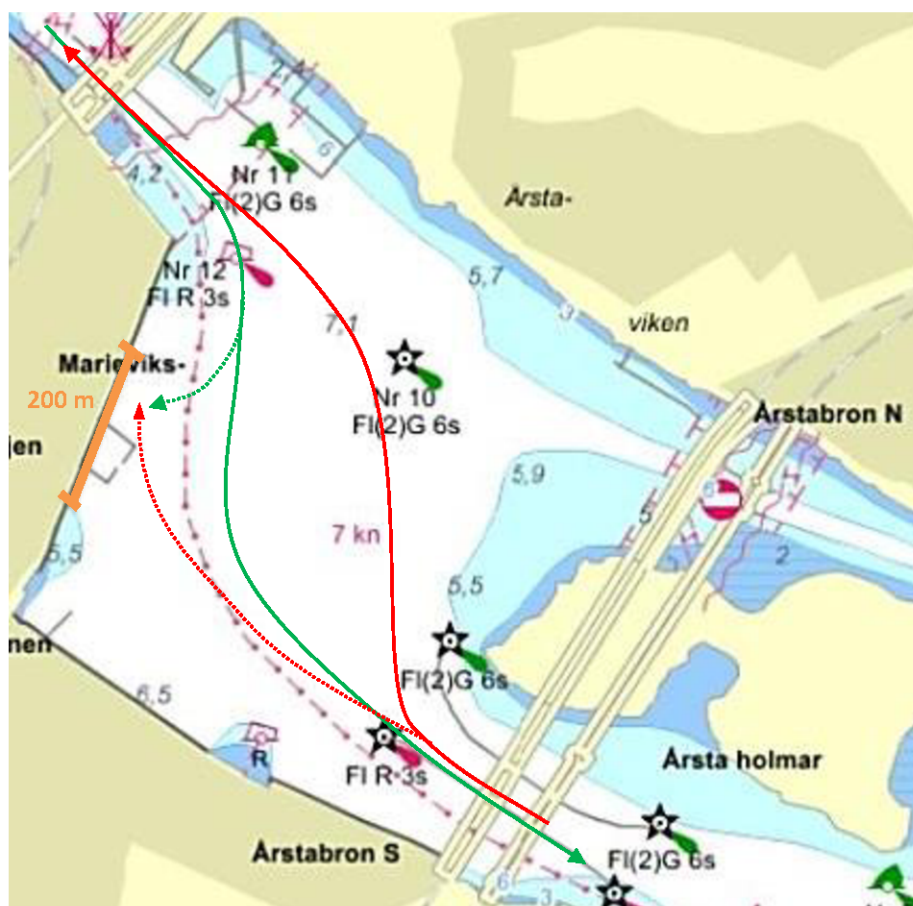 2,
6
Nr 11
Fl(2)G 6s
4,2
Årsta-
Nr 12
Fl R 3s
5,7
3
viken
7,1
Marieviks-
200 m
Nr 10
Fl(2)G 6s
Årstabron N
jen
5,9
6
5
7 kn
2
5,5
5,5
nen
Fl(2)G 6s
6,5
R
Fl R 3s
Årsta holmar
Årstabron S
Fl(2)G 6s
6
3